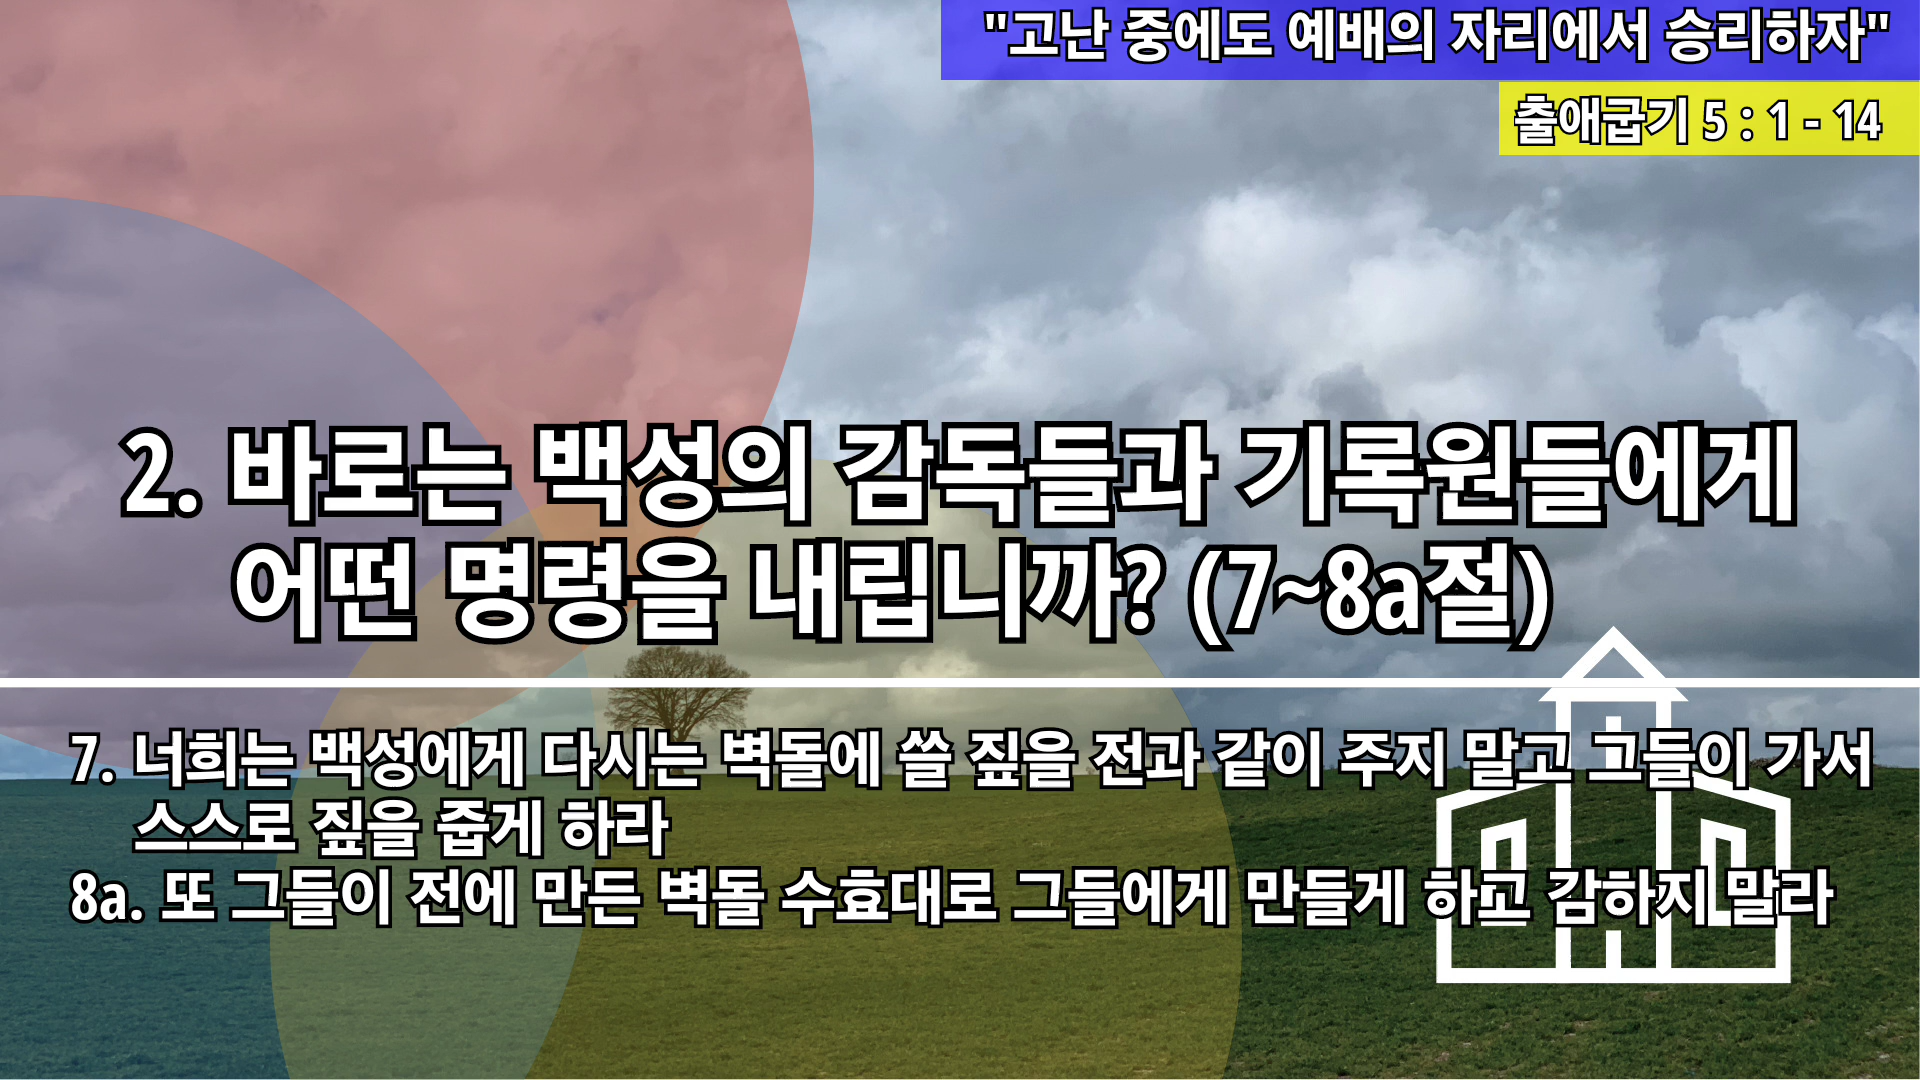 "고난 중에도 예배의 자리에서 승리하자"
출애굽기 5 : 1 - 14
2. 바로는 백성의 감독들과 기록원들에게
어떤 명령을 내립니까? (7~8a절)
7. 너희는 백성에게 다시는 벽돌에 쓸 짚을 전과 같이 주지 말고 그들이 가서
스스로 짚을 줍게 하라
8a. 또 그들이 전에 만든 벽돌 수효대로 그들에게 만들게 하고 감하지 말라